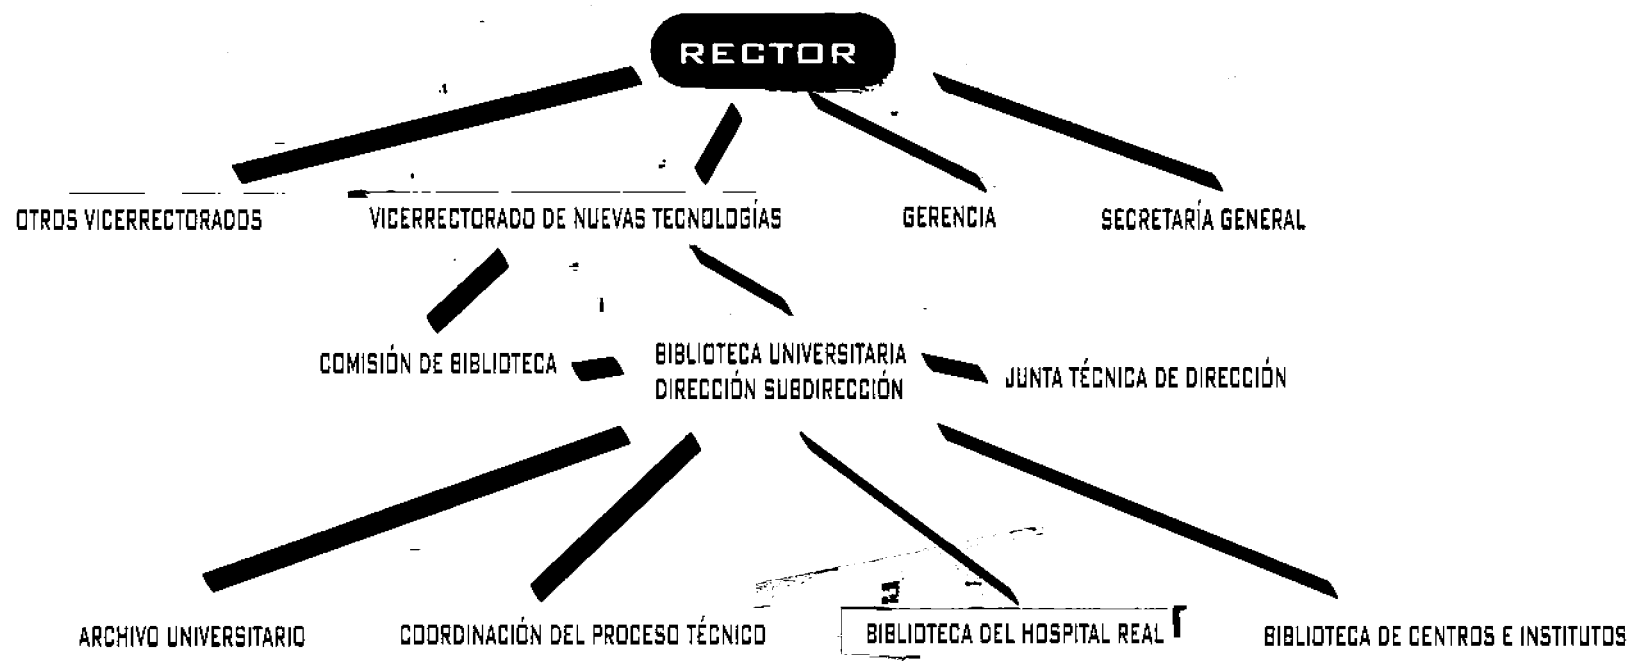 RECTOR
OTROS VICERRECTORADOS
VICERRECTORADO DE NUEVAS TECNOLOGÍAS
GERENCIA
SECRETARÍA GENERAL
COMISIÓN DE BIBLIOTECA
BIBLIOTECA UNIVERSITARIA
DIRECCIÓN SUBDIRECCIÓN
JUNTA TÉCNICA DE DIRECCIÓN
ARCHIVO UNIVERSITARIO
COORDINACIÓN DEL PROCESO TÉCNICO
BIBLIOTECA DEL HOSPITAL REAL
BIBLIOTECA DE CENTROS E INSTITUTOS